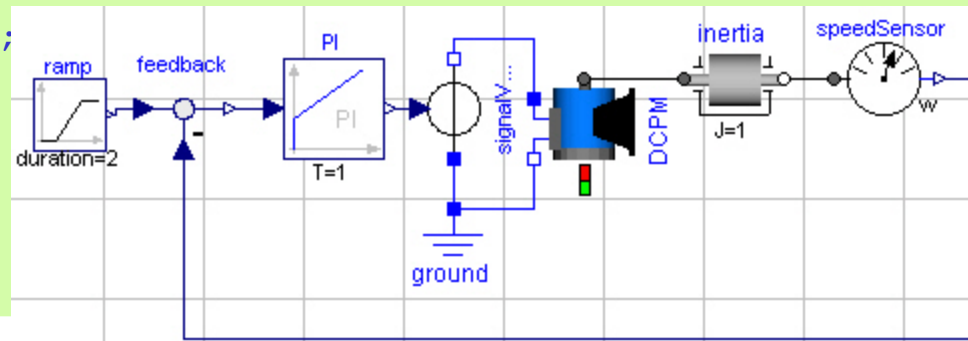 ;
ramp
feedback
PI
inertia
speedSensor
PI
signalV...
DCPM
duration=2
T=1
J=1
w
-
ground